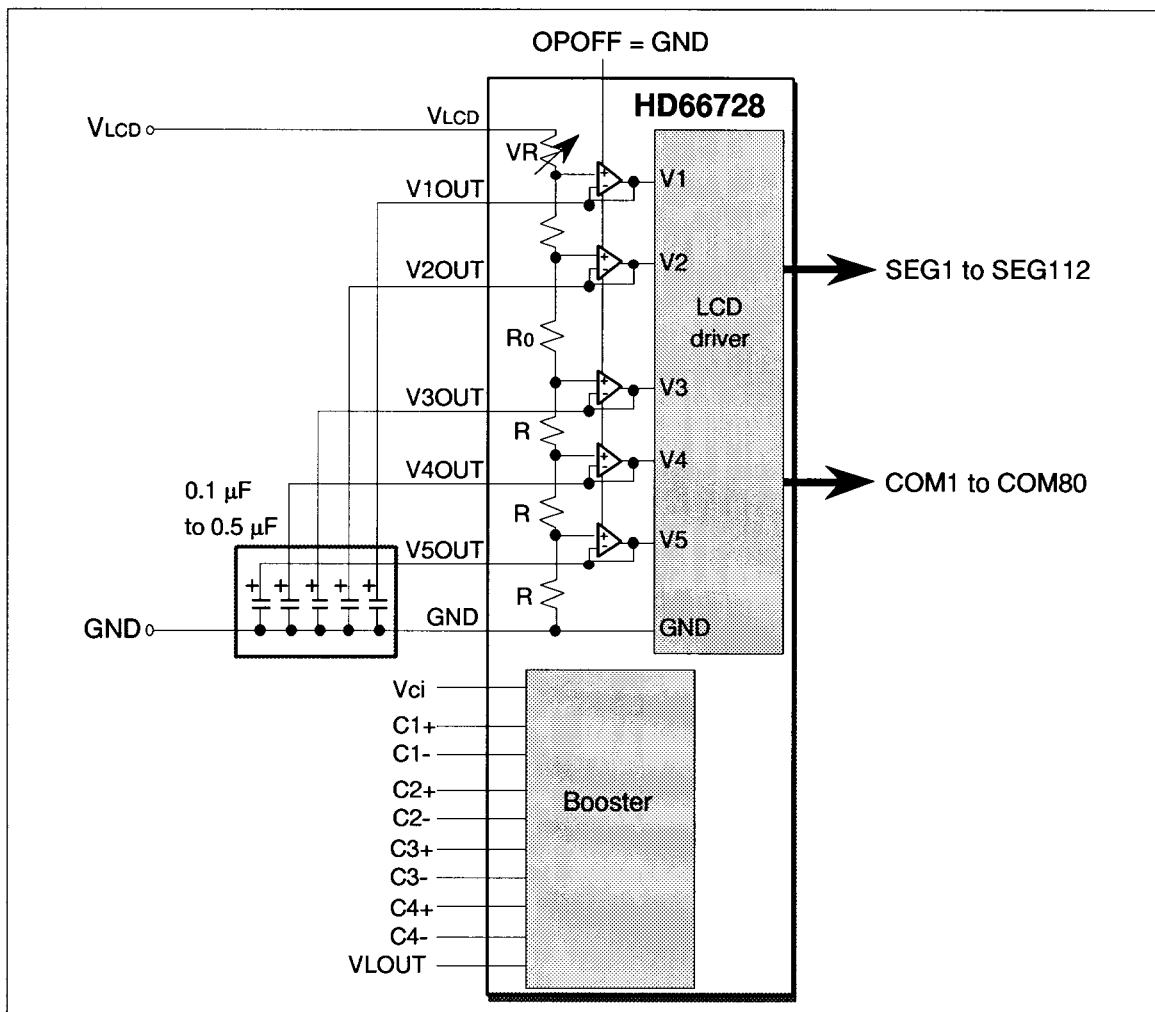 OPOFF = GND
HD66728
VLCD
VLCD
VR
+
-
V1
V1OUT
+
-
V2
V2OUT
SEG1 to SEG112
LCD
driver
R0
+
-
V3
V3OUT
R
+
-
V4
V4OUT
COM1 to COM80
0.1 µF
to 0.5 µF
R
+
-
V5
V5OUT
+ + + + +
R
GND
GND
GND
Vci
C1+
C1-
C2+
C2-
Booster
C3+
C3-
C4+
C4-
VLOUT